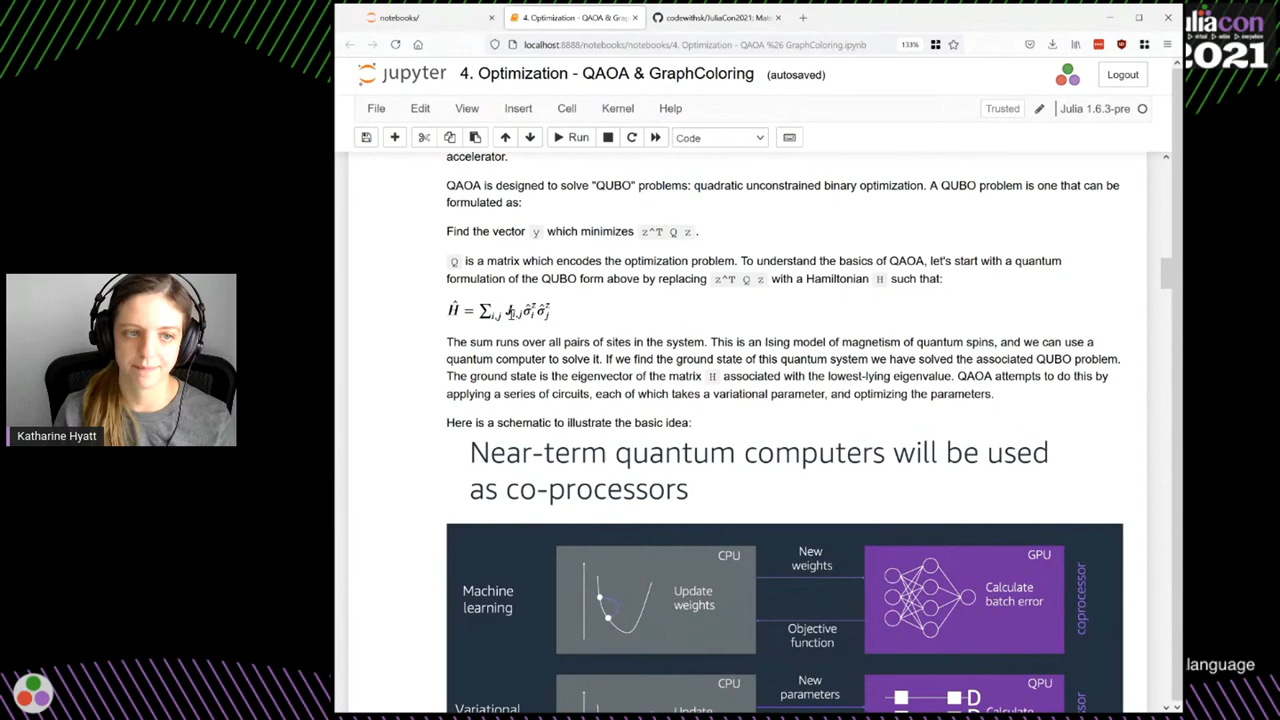 notebooks/
4. Optimization - QAOA & Grap
codewithsk/JuliaCon2021: Mate
localhost:8888/notebooks/notebooks/4. Optimization - QAOA %26 GraphColoring.ipynb
133%
jupyter
4. Optimization - QAOA & GraphColoring (autosaved)
Logout
File Edit View Insert Cell Kernel Help
Trusted
Julia 1.6.3-pre
Run
Code
accelerator.
QAOA is designed to solve "QUBO" problems: quadratic unconstrained binary optimization. A QUBO problem is one that can be
formulated as:
Find the vector y which minimizes z^T Q z.
Q is a matrix which encodes the optimization problem. To understand the basics of QAOA, let's start with a quantum
formulation of the QUBO form above by replacing z^T Q z with a Hamiltonian H such that:
Ĥ = ∑i,j Ji,j σ̂ᶻi σ̂ᶻj
The sum runs over all pairs of sites in the system. This is an Ising model of magnetism of quantum spins, and we can use a
quantum computer to solve it. If we find the ground state of this quantum system we have solved the associated QUBO problem.
The ground state is the eigenvector of the matrix H associated with the lowest-lying eigenvalue. QAOA attempts to do this by
applying a series of circuits, each of which takes a variational parameter, and optimizing the parameters.
Here is a schematic to illustrate the basic idea:
Near-term quantum computers will be used
as co-processors
Machine
learning
CPU
Update
weights
New
weights
Objective
function
GPU
Calculate
batch error
coprocessor
Variational
CPU
Update
New
parameters
QPU
Calculate
Katharine Hyatt
juliacon
2021
language